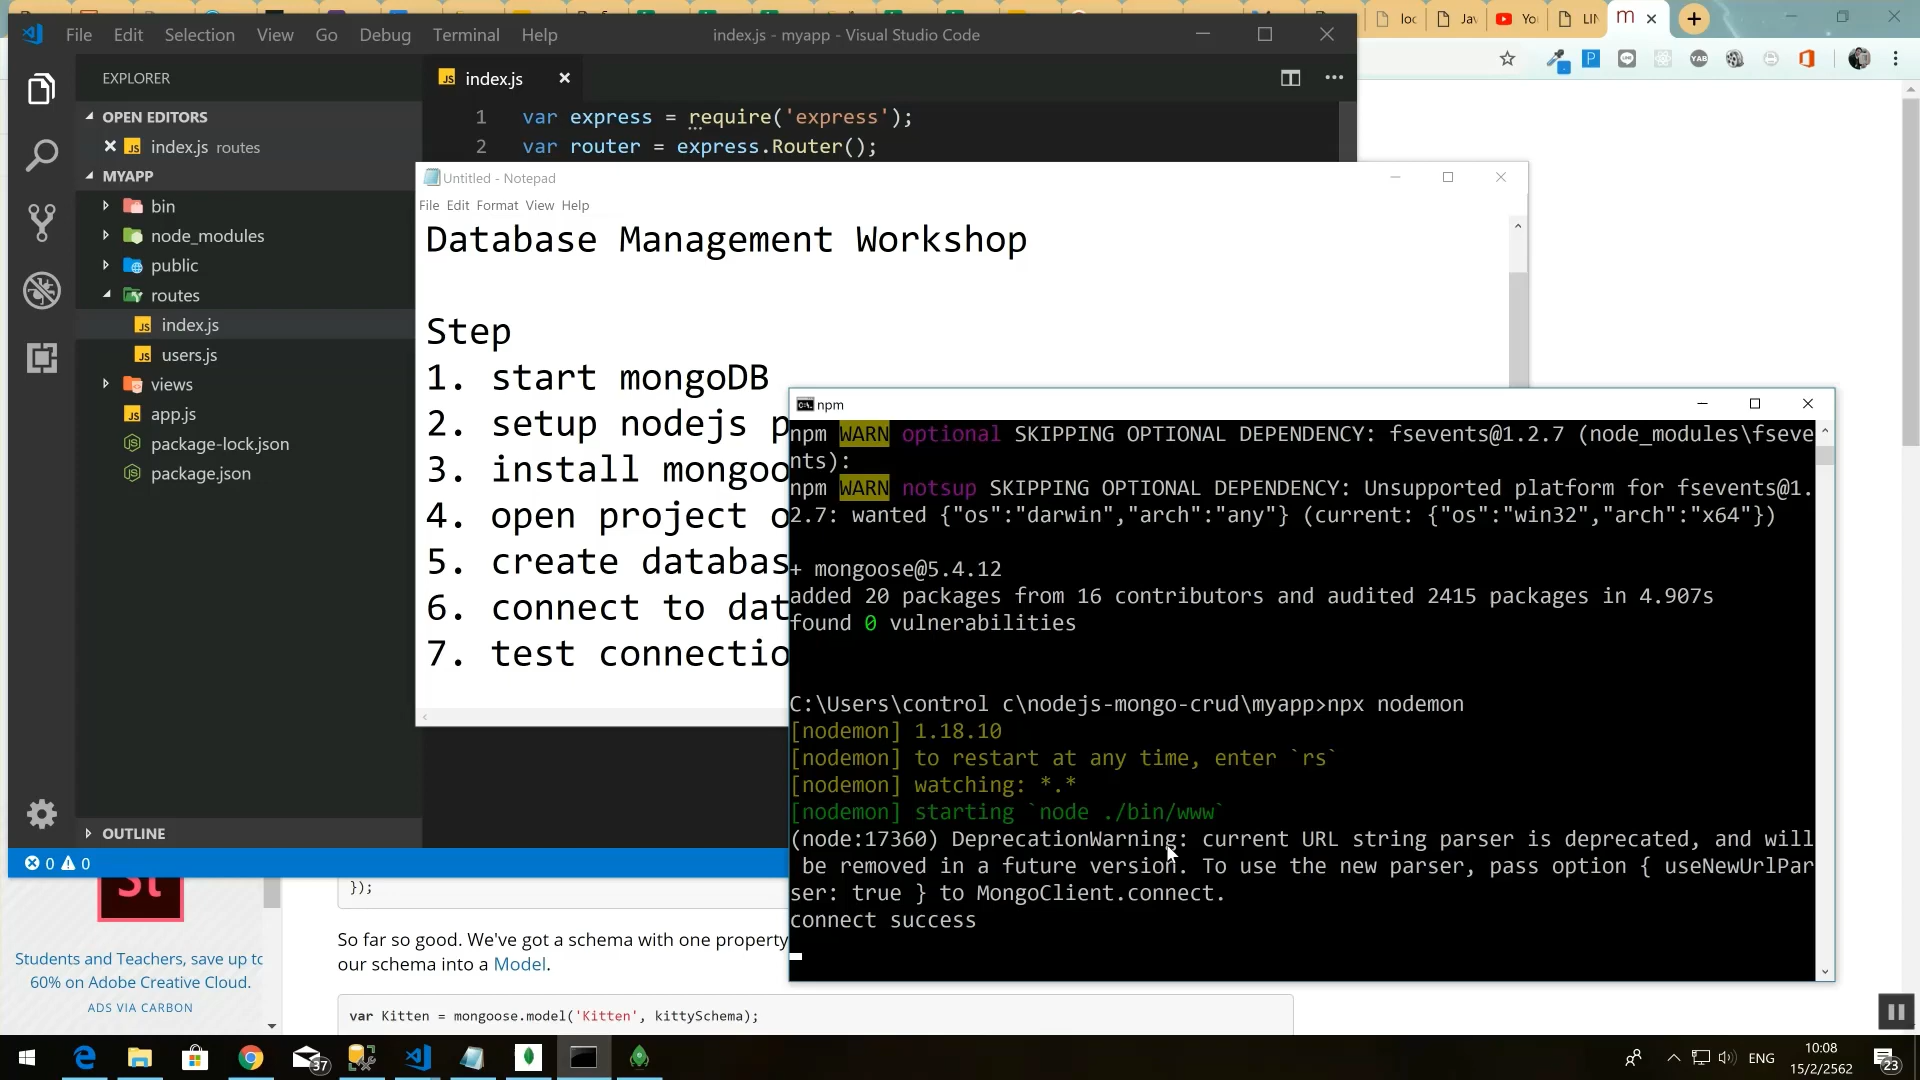 File Edit Selection View Go Debug Terminal Help
index.js - myapp - Visual Studio Code
EXPLORER
OPEN EDITORS
index.js routes
MYAPP
bin
node_modules
public
routes
index.js
users.js
views
app.js
package-lock.json
package.json
OUTLINE
0 0
index.js
1 var express = require('express');
2 var router = express.Router();
Untitled - Notepad
File Edit Format View Help
Database Management Workshop
Step
1. start mongoDB
2. setup nodejs p
3. install mongoo
4. open project o
5. create databas
6. connect to dat
7. test connectio
npm
npm WARN optional SKIPPING OPTIONAL DEPENDENCY: fsevents@1.2.7 (node_modules\fseve
nts):
npm WARN notsup SKIPPING OPTIONAL DEPENDENCY: Unsupported platform for fsevents@1.
2.7: wanted {"os":"darwin","arch":"any"} (current: {"os":"win32","arch":"x64"})
+ mongoose@5.4.12
added 20 packages from 16 contributors and audited 2415 packages in 4.907s
found 0 vulnerabilities
C:\Users\control c\nodejs-mongo-crud\myapp>npx nodemon
[nodemon] 1.18.10
[nodemon] to restart at any time, enter `rs`
[nodemon] watching: *.*
[nodemon] starting `node ./bin/www`
(node:17360) DeprecationWarning: current URL string parser is deprecated, and will
be removed in a future version. To use the new parser, pass option { useNewUrlPar
ser: true } to MongoClient.connect.
connect success
});
So far so good. We've got a schema with one property
our schema into a Model.
var Kitten = mongoose.model('Kitten', kittySchema);
St
Students and Teachers, save up to
60% on Adobe Creative Cloud.
ADS VIA CARBON
37
ENG
10:08
15/2/2562
23